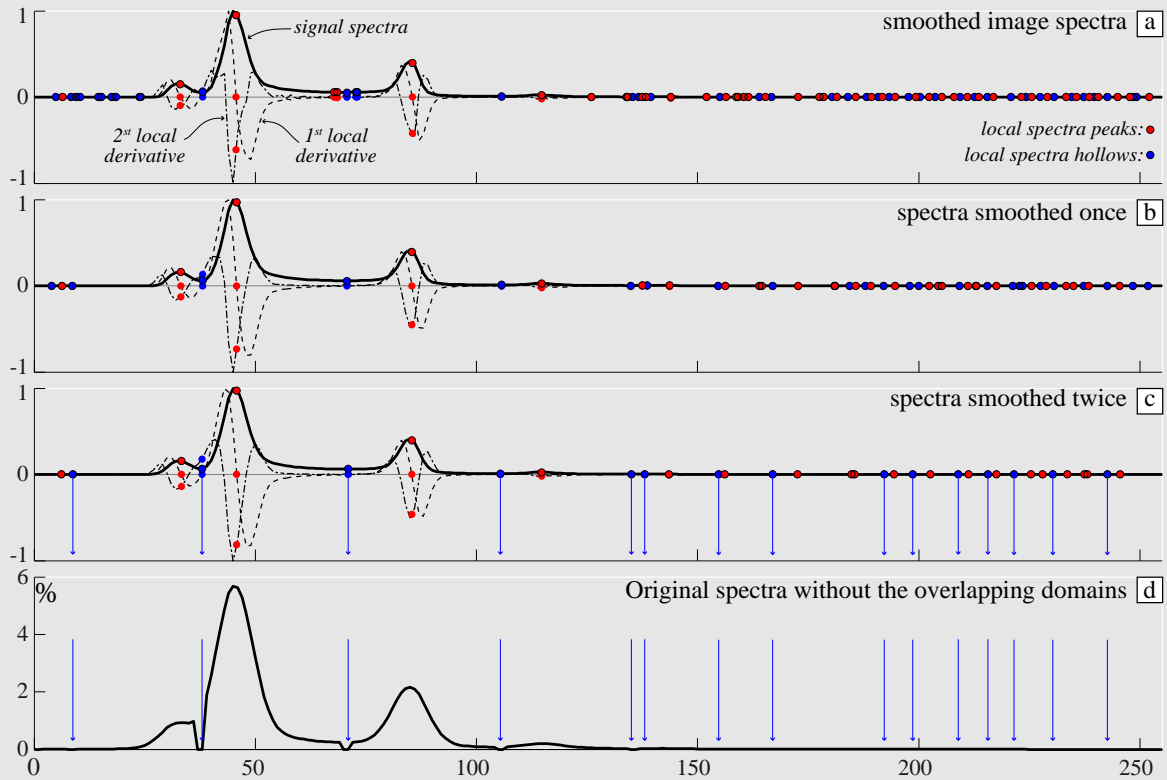 1
0
-1
smoothed image spectra a
signal spectra
2st local
derivative
1st local
derivative
local spectra peaks:
local spectra hollows:
1
0
-1
spectra smoothed once b
1
0
-1
spectra smoothed twice c
6
4
2
0
%
Original spectra without the overlapping domains d
0 50 100 150 200 250